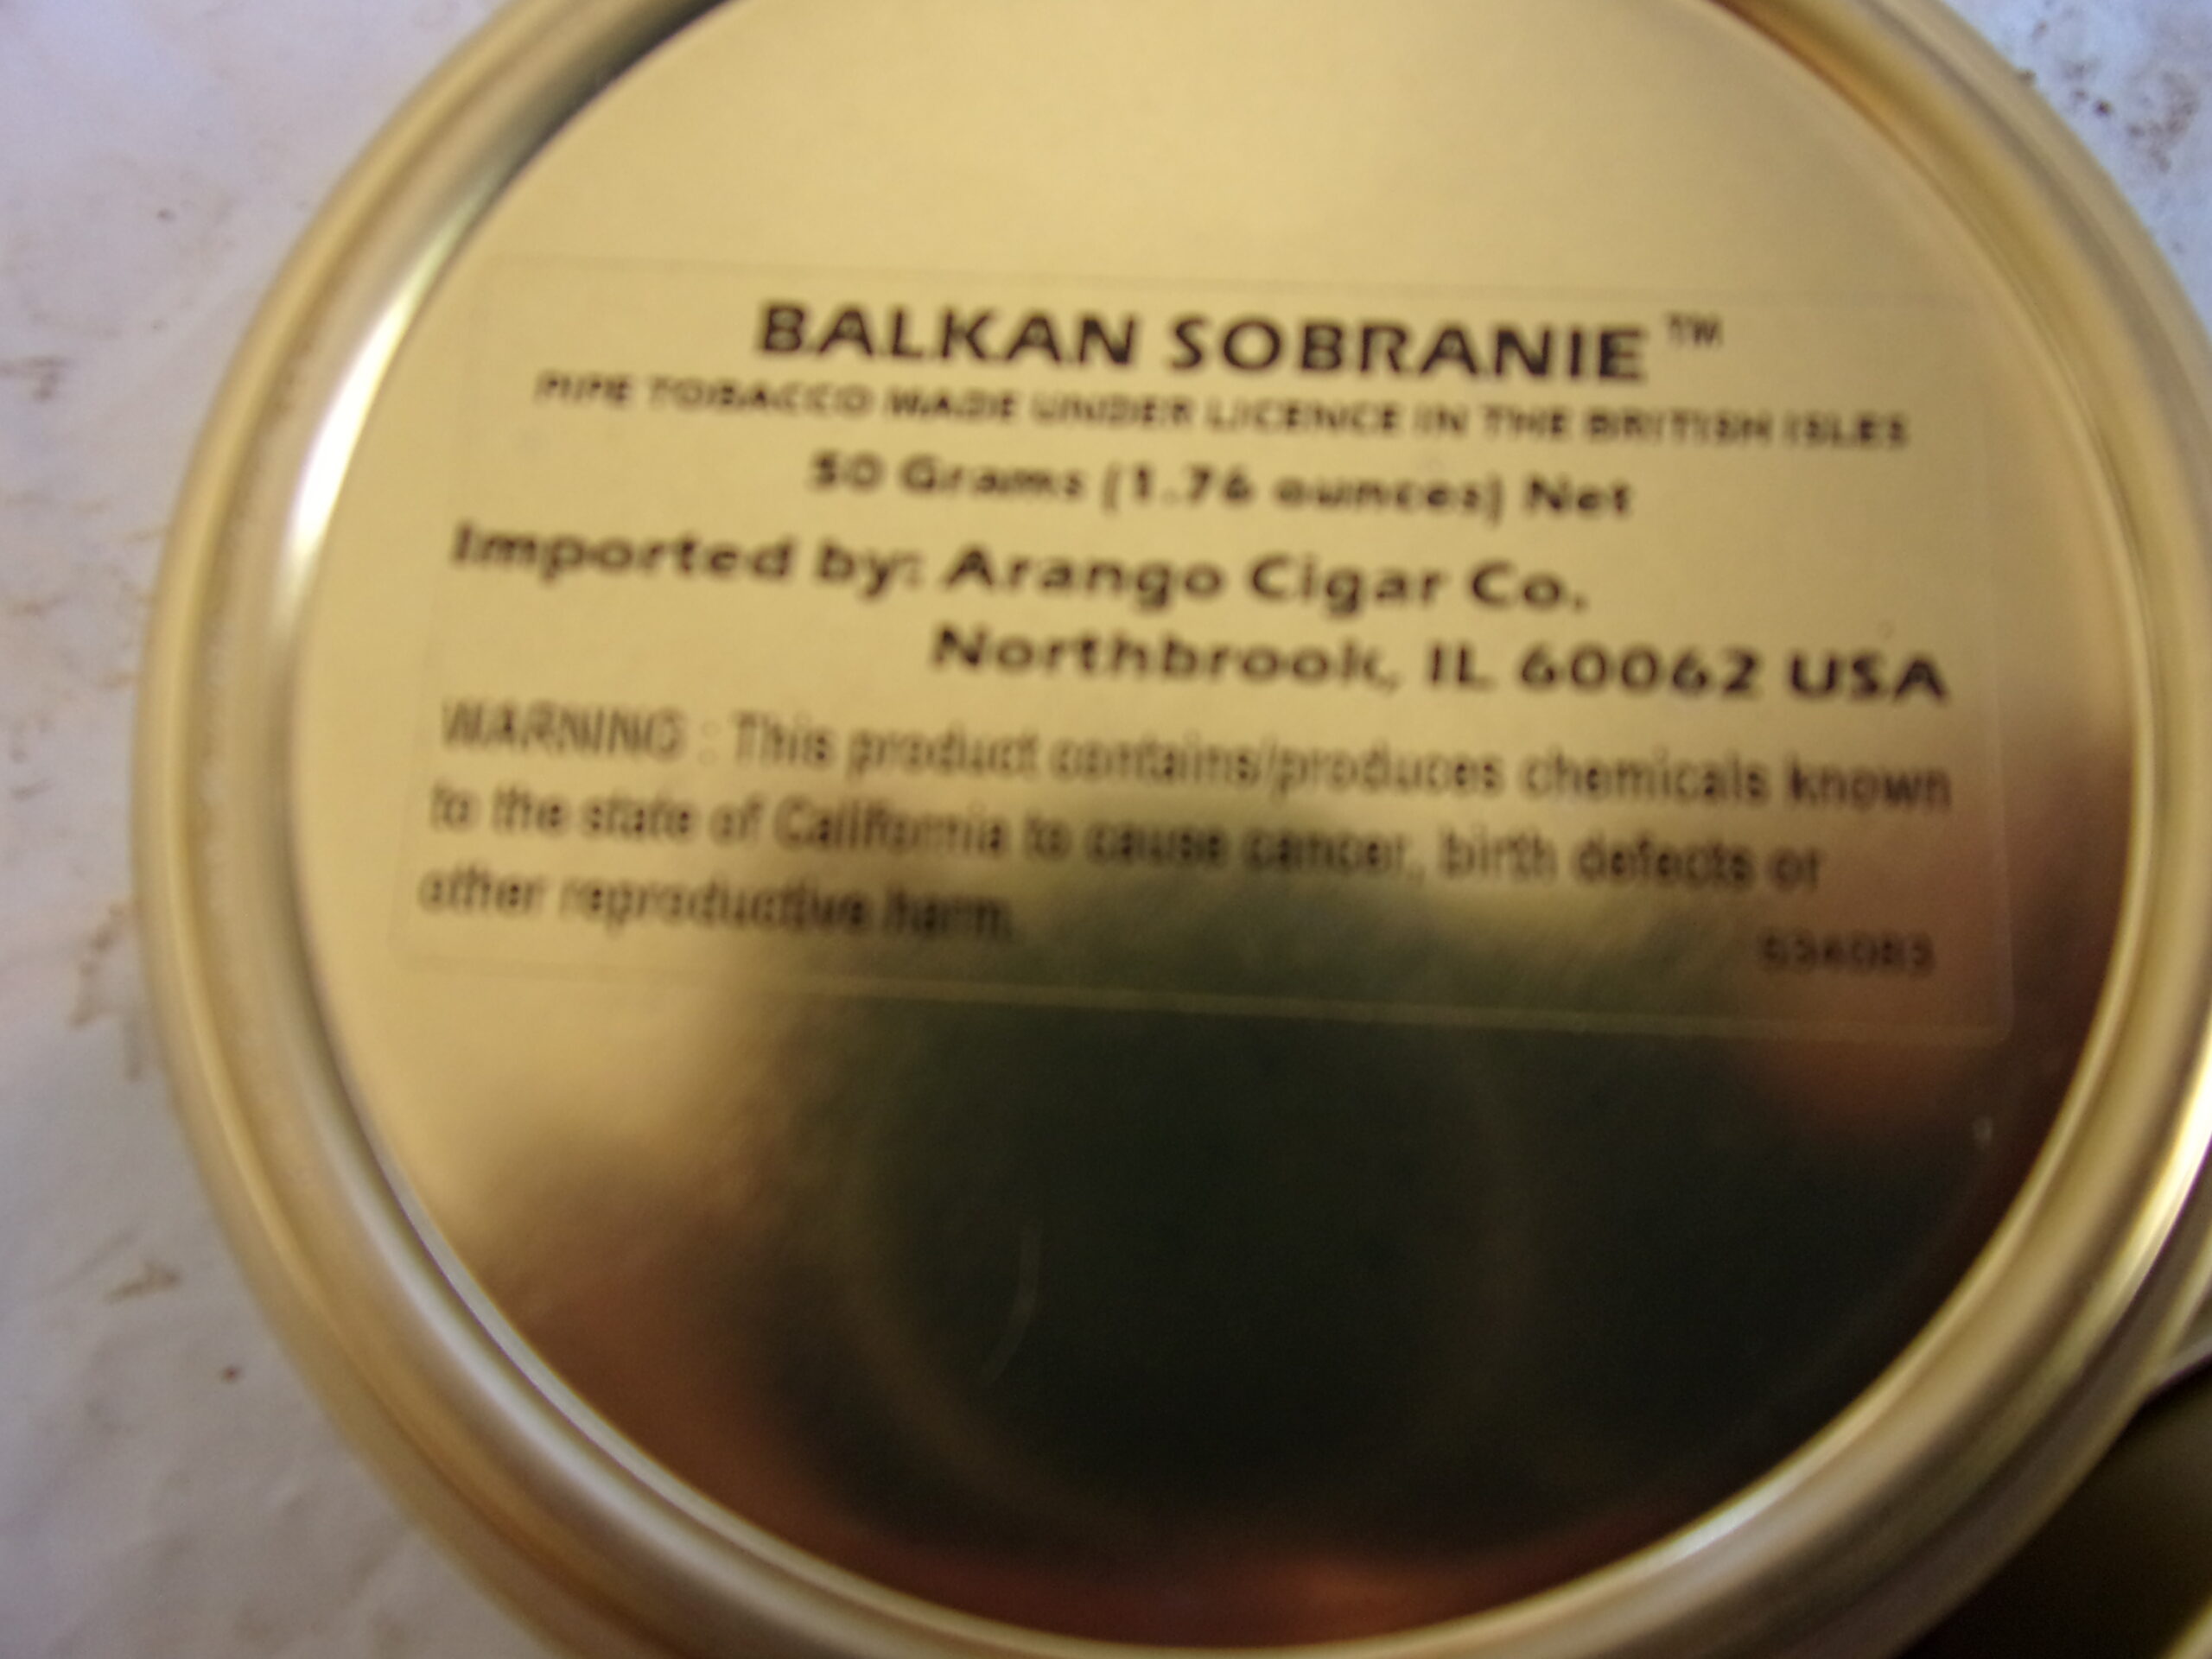 BALKAN SOBRANIE™
PIPE TOBACCO MADE UNDER LICENCE IN THE BRITISH ISLES
50 Grams (1.76 ounces) Net
Imported by: Arango Cigar Co.
Northbrook, IL 60062 USA
WARNING : This product contains/produces chemicals known
to the state of California to cause cancer, birth defects or
other reproductive harm.